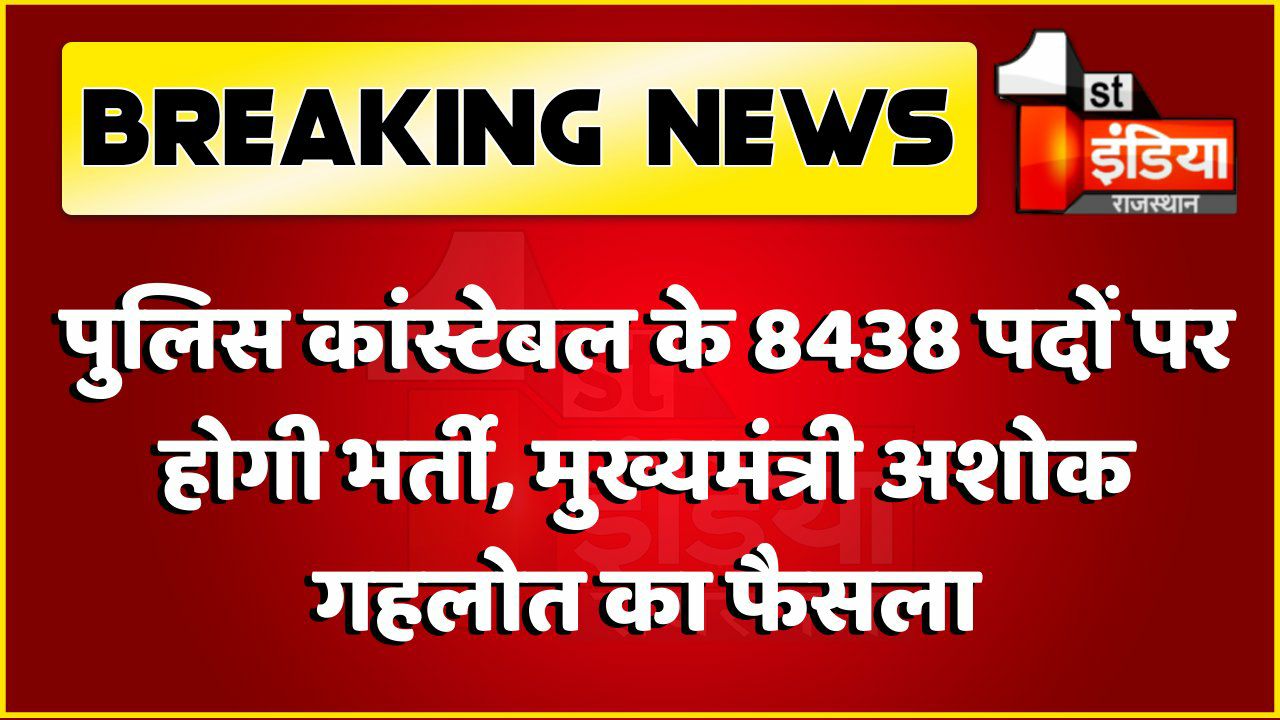 BREAKING NEWS
1st
इंडिया
राजस्थान
पुलिस कांस्टेबल के 8438 पदों पर
होगी भर्ती, मुख्यमंत्री अशोक
गहलोत का फैसला